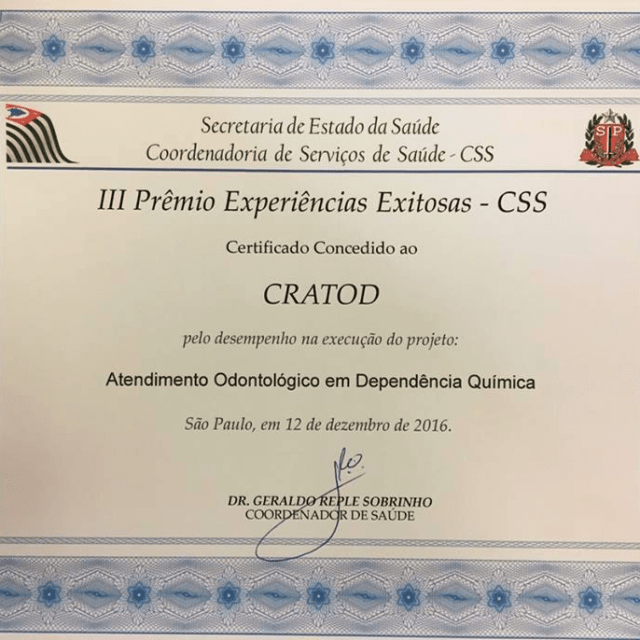 Secretaria de Estado da Saúde
Coordenadoria de Serviços de Saúde - CSS
SP
III Prêmio Experiências Exitosas - CSS
Certificado Concedido ao
CRATOD
pelo desempenho na execução do projeto:
Atendimento Odontológico em Dependência Química
São Paulo, em 12 de dezembro de 2016.
DR. GERALDO REPLE SOBRINHO
COORDENADOR DE SAÚDE